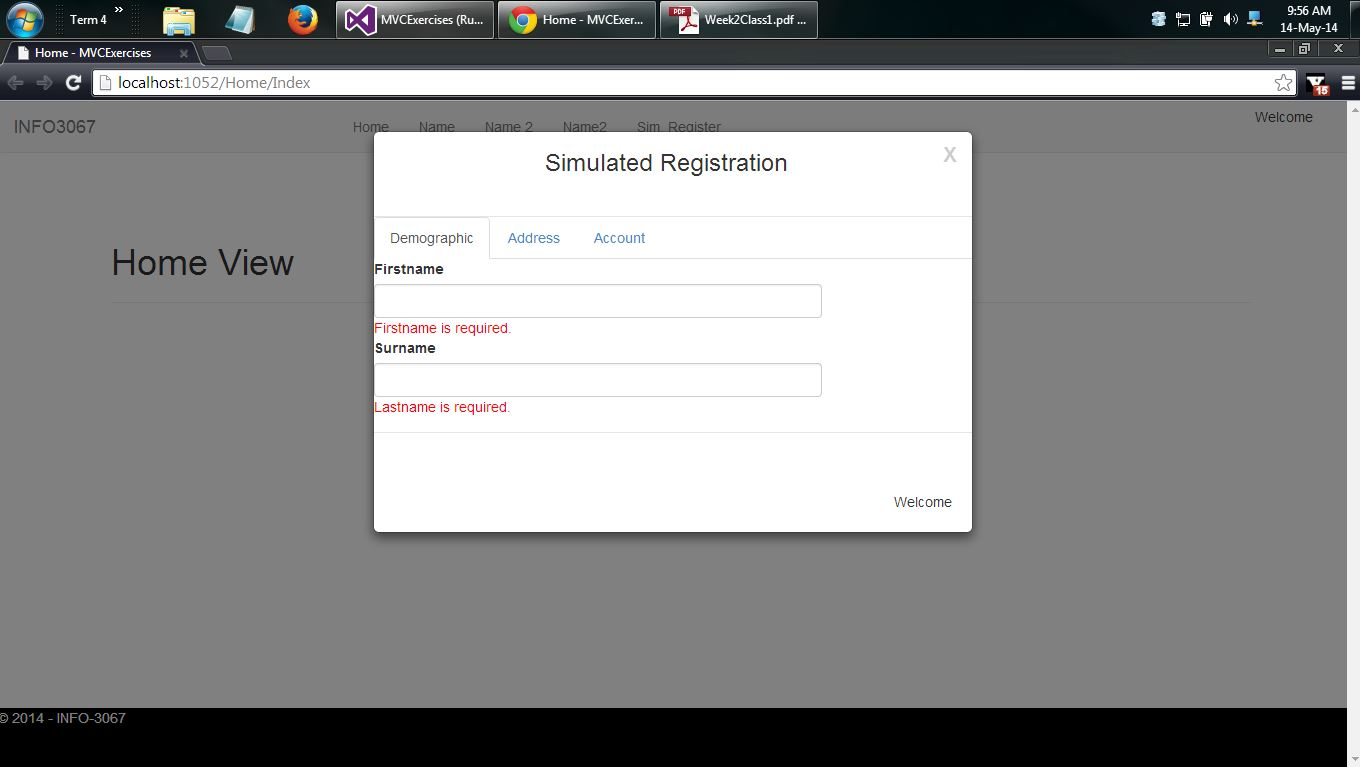 Term 4 »
MVCExercises (Ru...
Home - MVCExer...
PDF
Week2Class1.pdf ...
9:56 AM
14-May-14
Home - MVCExercises
localhost:1052/Home/Index
15
INFO3067
Home Name Name 2 Name2 Sim. Register
Welcome
Simulated Registration
X
Demographic Address Account
Home View
Firstname
Firstname is required.
Surname
Lastname is required.
Welcome
© 2014 - INFO-3067